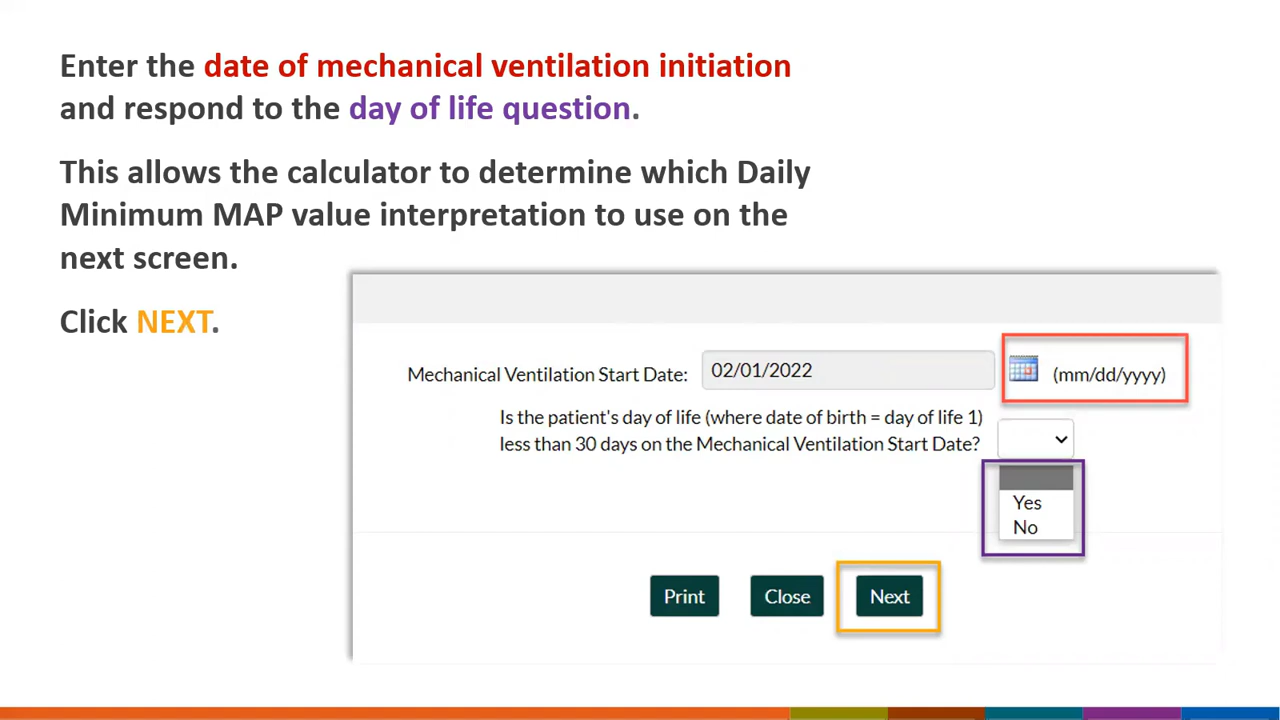 Enter the date of mechanical ventilation initiation
and respond to the day of life question.
This allows the calculator to determine which Daily
Minimum MAP value interpretation to use on the
next screen.
Click NEXT.
Mechanical Ventilation Start Date: 02/01/2022 (mm/dd/yyyy)
Is the patient's day of life (where date of birth = day of life 1)
less than 30 days on the Mechanical Ventilation Start Date?
Yes
No
Print Close Next